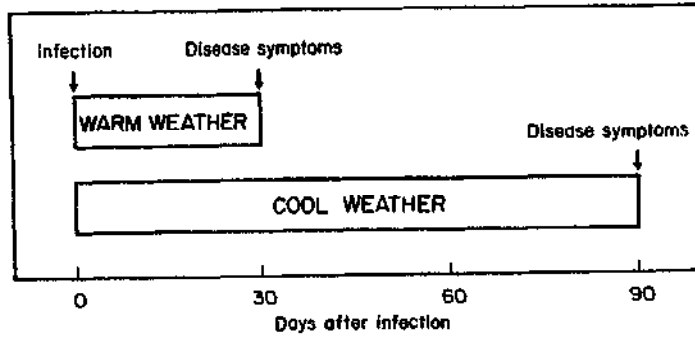 Infection
Disease symptoms
WARM WEATHER
Disease symptoms
COOL WEATHER
0 30 60 90
Days after infection